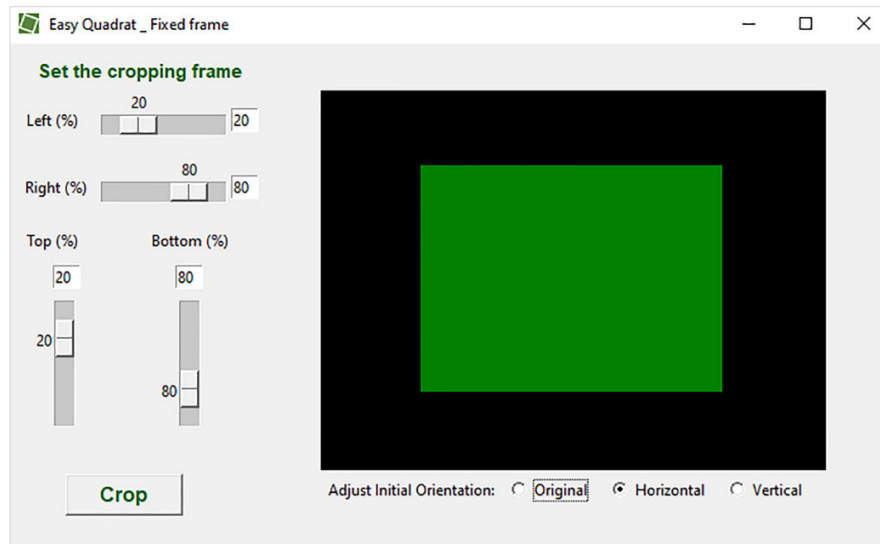 Easy Quadrat _ Fixed frame
Set the cropping frame
20
Left (%) 20
80
Right (%) 80
Top (%) Bottom (%)
20 80
20
80
Crop
Adjust Initial Orientation: Original Horizontal Vertical